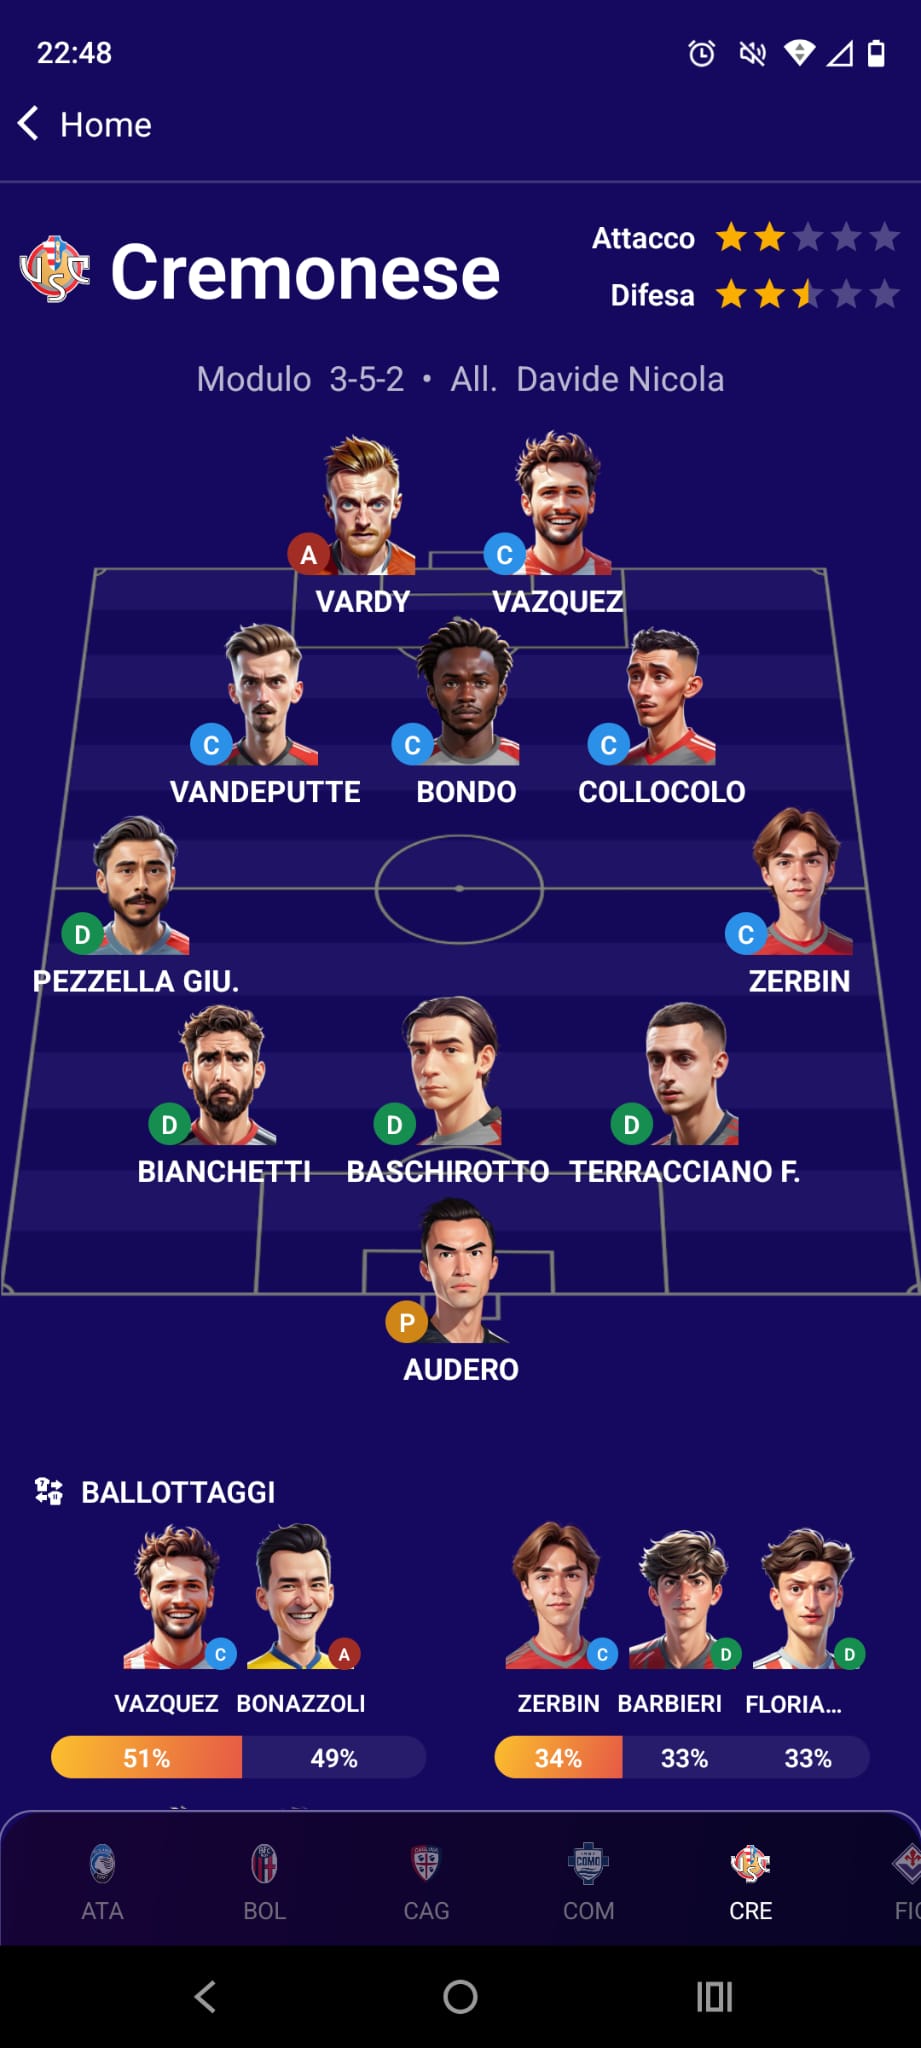 22:48
Home
Cremonese
Attacco
Difesa
Modulo 3-5-2 • All. Davide Nicola
A
C
VARDY
VAZQUEZ
C
C
C
VANDEPUTTE
BONDO
COLLOCOLO
D
C
PEZZELLA GIU.
ZERBIN
D
D
D
BIANCHETTI
BASCHIROTTO
TERRACCIANO F.
P
AUDERO
BALLOTTAGGI
C
A
VAZQUEZ
BONAZZOLI
51%
49%
C
D
D
ZERBIN
BARBIERI
FLORIA...
34%
33%
33%
ATA
BOL
CAG
COM
CRE
FIO